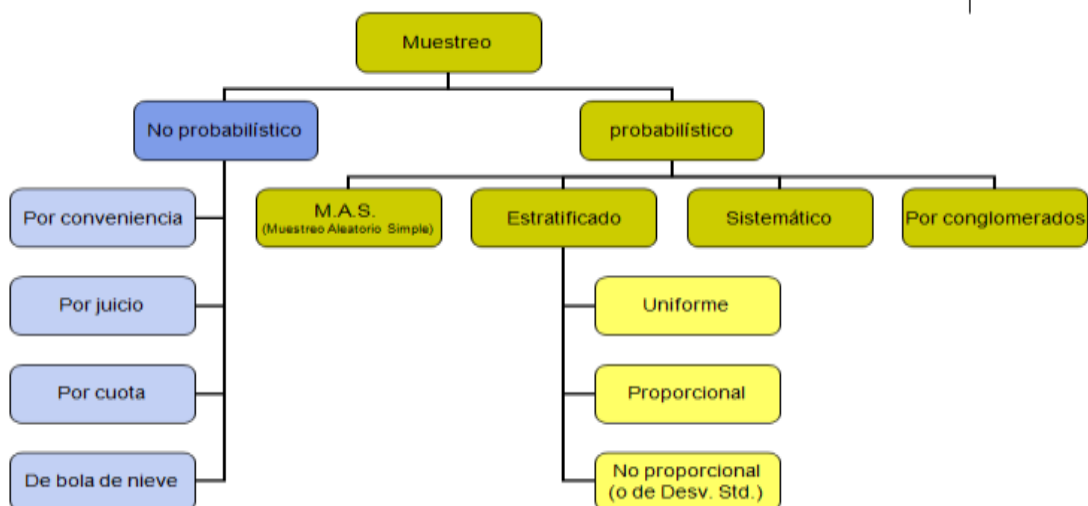 Muestreo
No probabilístico
probabilístico
Por conveniencia
M.A.S.
(Muestreo Aleatorio Simple)
Estratificado
Sistemático
Por conglomerados
Por juicio
Uniforme
Por cuota
Proporcional
De bola de nieve
No proporcional
(o de Desv. Std.)